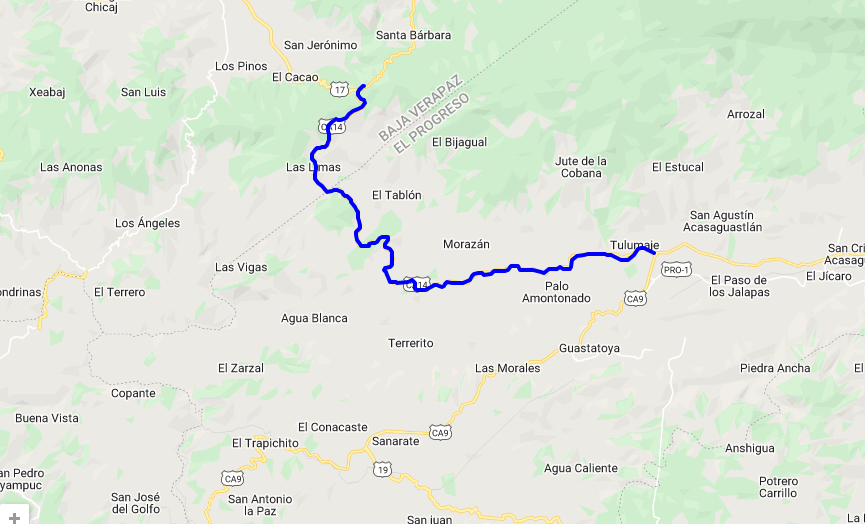 Chicaj
Santa Bárbara
San Jerónimo
Los Pinos
El Cacao
17
Xeabaj
San Luis
BAJA VERAPAZ
EL PROGRESO
Arrozal
CA14
El Bijagual
Las Anonas
Las Limas
Jute de la
Cobana
El Estucal
El Tablón
Los Ángeles
San Agustín
Acasaguastlán
Morazán
Tulumaje
San Cri
Acasag
Las Vigas
PRO-1
El Jícaro
El Paso de
los Jalapas
ondrinas
El Terrero
CA14
Palo
Amontonado
CA9
Agua Blanca
Terrerito
Guastatoya
El Zarzal
Las Morales
Piedra Ancha
El
Copante
Buena Vista
El Conacaste
CA9
El Trapichito
Sanarate
Anshigua
19
an Pedro
yampuc
CA9
Agua Caliente
Potrero
Carrillo
San José
del Golfo
San Antonio
la Paz
San juan
La I